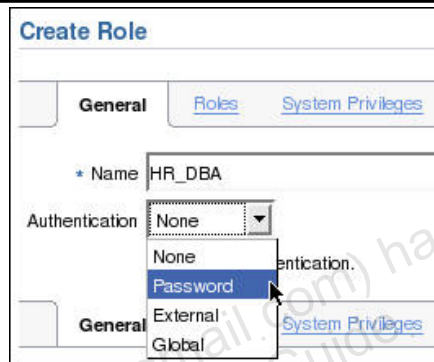 Create Role
General Roles System Privileges
* Name HR_DBA
Authentication None
None
entication.
Password
External
General System Privileges
Global